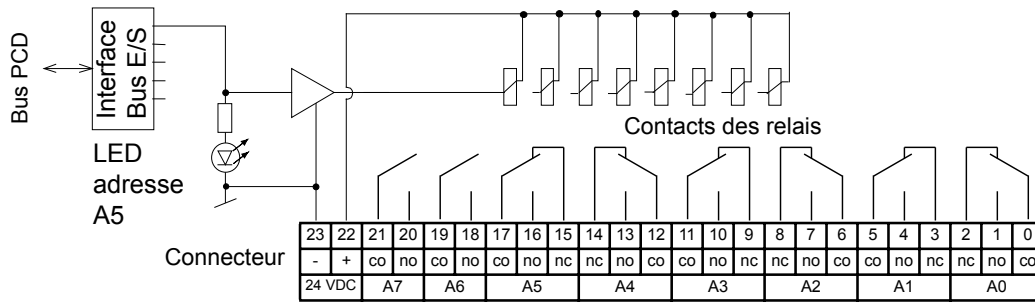 Bus PCD
Interface
Bus E/S
LED
adresse
A5
Contacts des relais
Connecteur
23 22 21 20 19 18 17 16 15 14 13 12 11 10 9 8 7 6 5 4 3 2 1 0
- + co no co no co no nc nc no co co no nc nc no co co no nc nc no co
24 VDC A7 A6 A5 A4 A3 A2 A1 A0